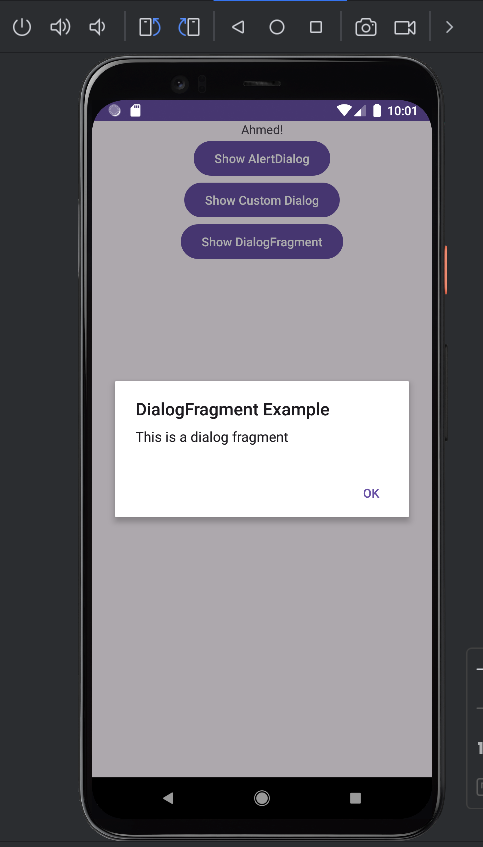 10:01
Ahmed!
Show AlertDialog
Show Custom Dialog
Show DialogFragment
DialogFragment Example
This is a dialog fragment
OK